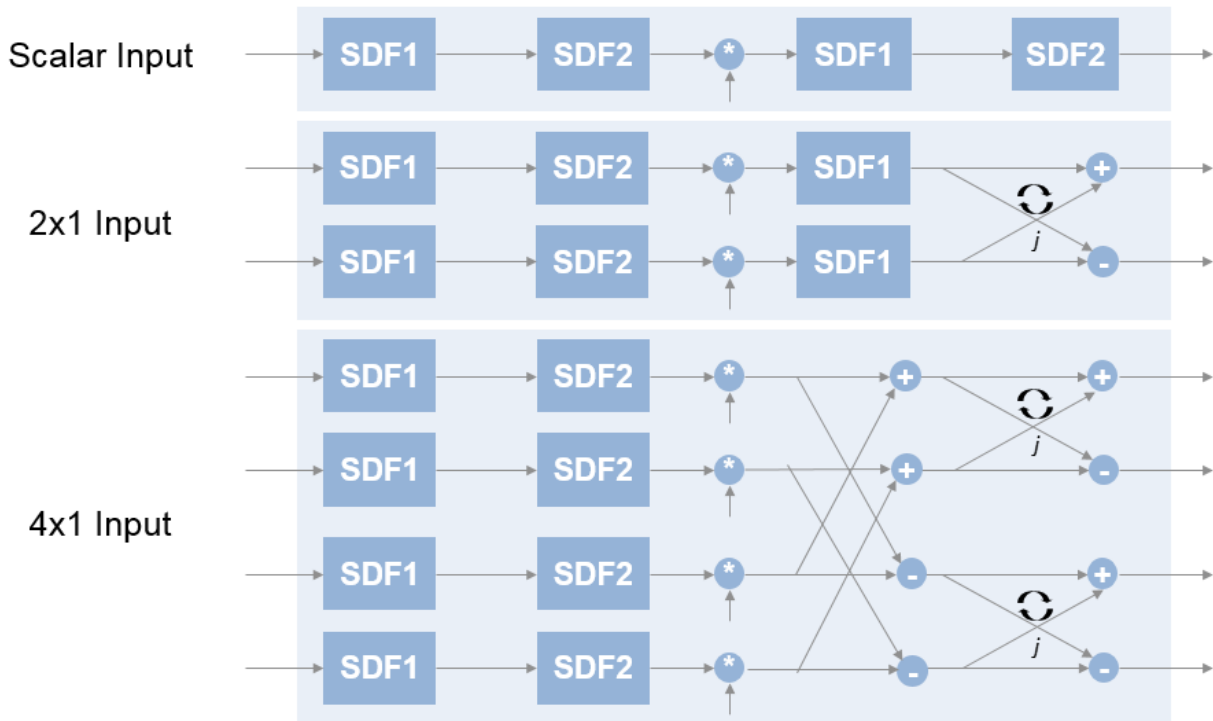 Scalar Input
SDF1 SDF2 * SDF1 SDF2
2x1 Input
SDF1 SDF2 * SDF1 +
j
SDF1 SDF2 * SDF1 -
4x1 Input
SDF1 SDF2 * + +
j
SDF1 SDF2 * + -
SDF1 SDF2 * - +
j
SDF1 SDF2 * - -